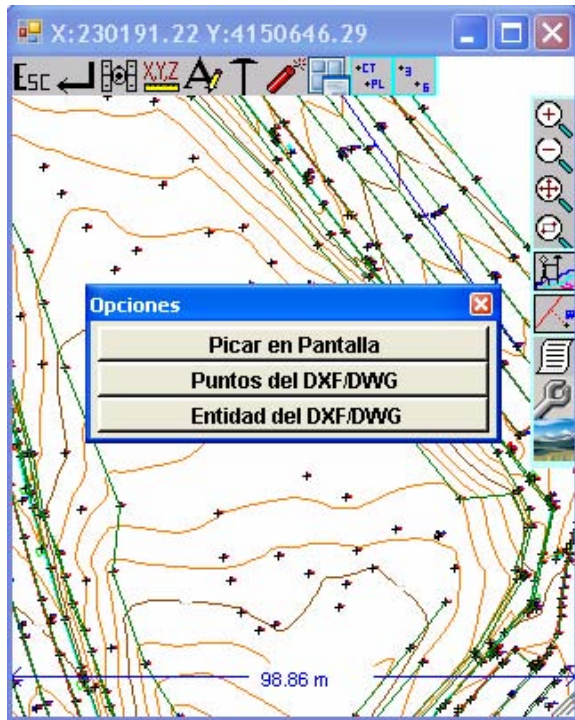 X:230191.22 Y:4150646.29
ESC XYZ A T +CT +PL +3 +6
Opciones
Picar en Pantalla
Puntos del DXF/DWG
Entidad del DXF/DWG
98.86 m